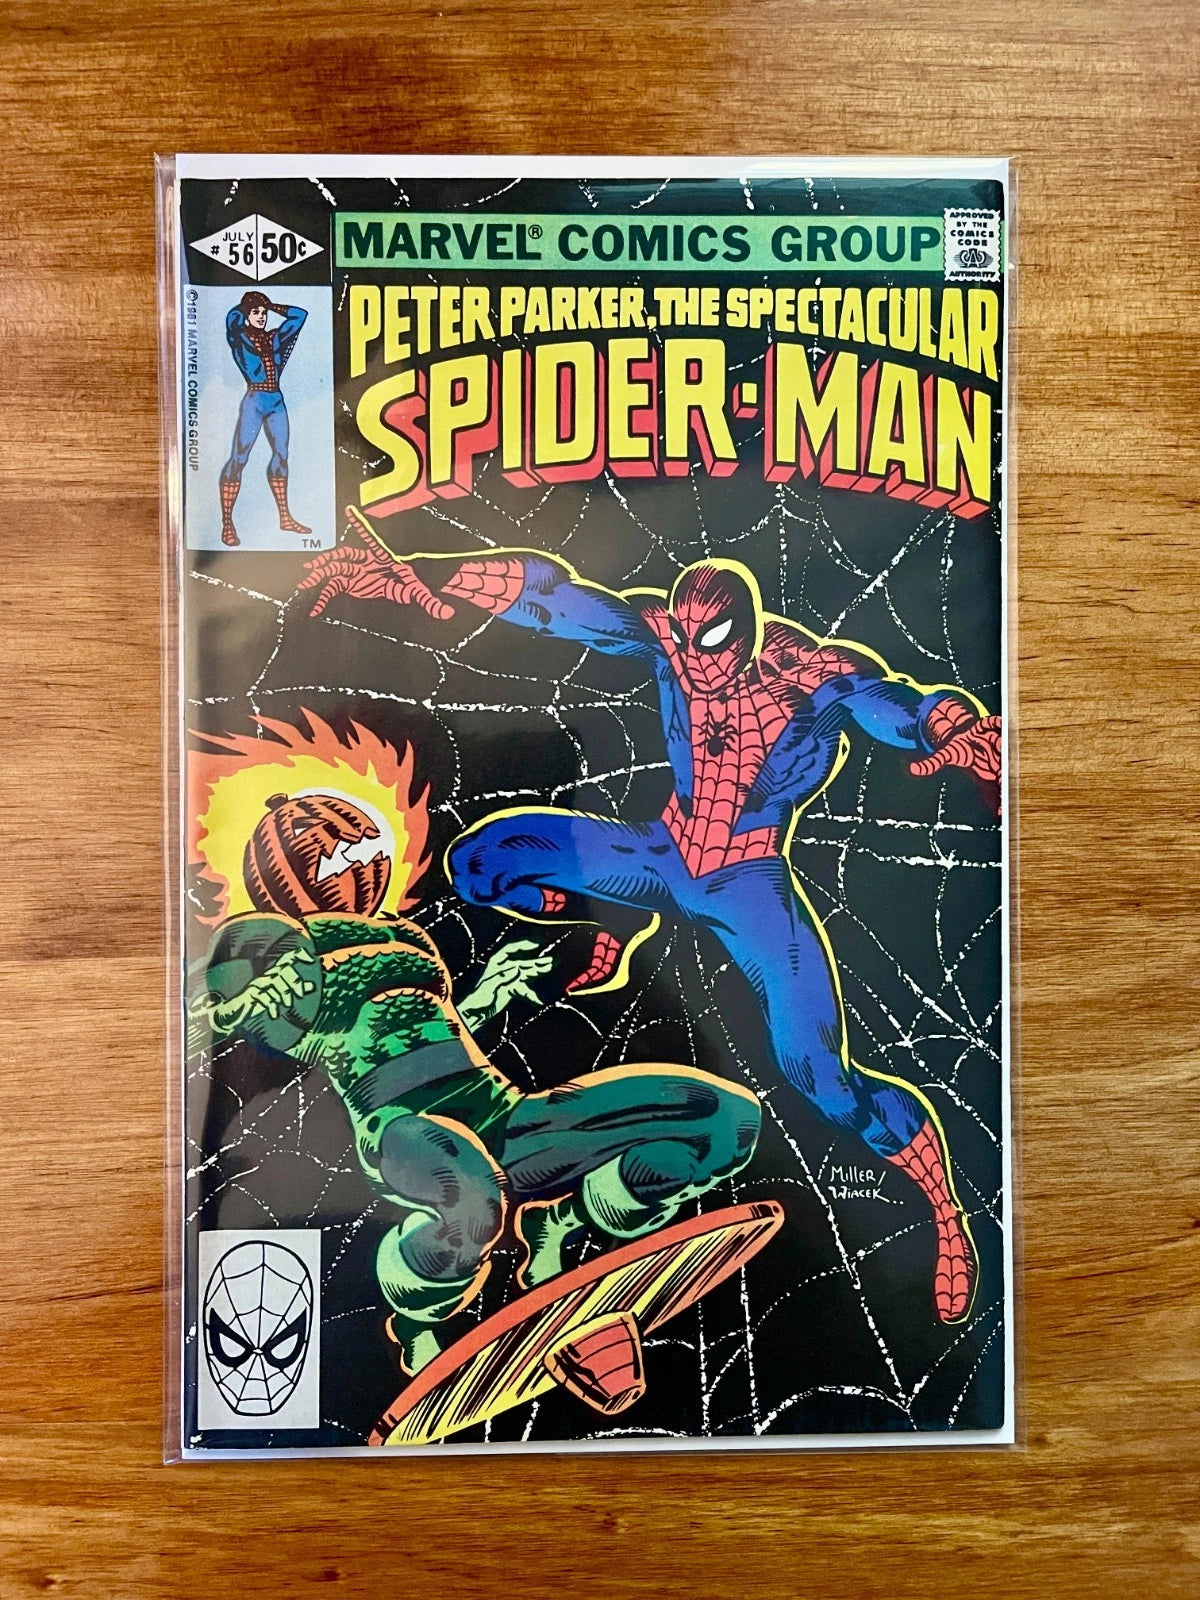 JULY
# 56
50¢
MARVEL® COMICS GROUP
APPROVED
BY THE
COMICS
CODE
CA
AUTHORITY
©1981 MARVEL COMICS GROUP
TM
PETER PARKER, THE SPECTACULAR
SPIDER-MAN
MILLER/
WIACEK